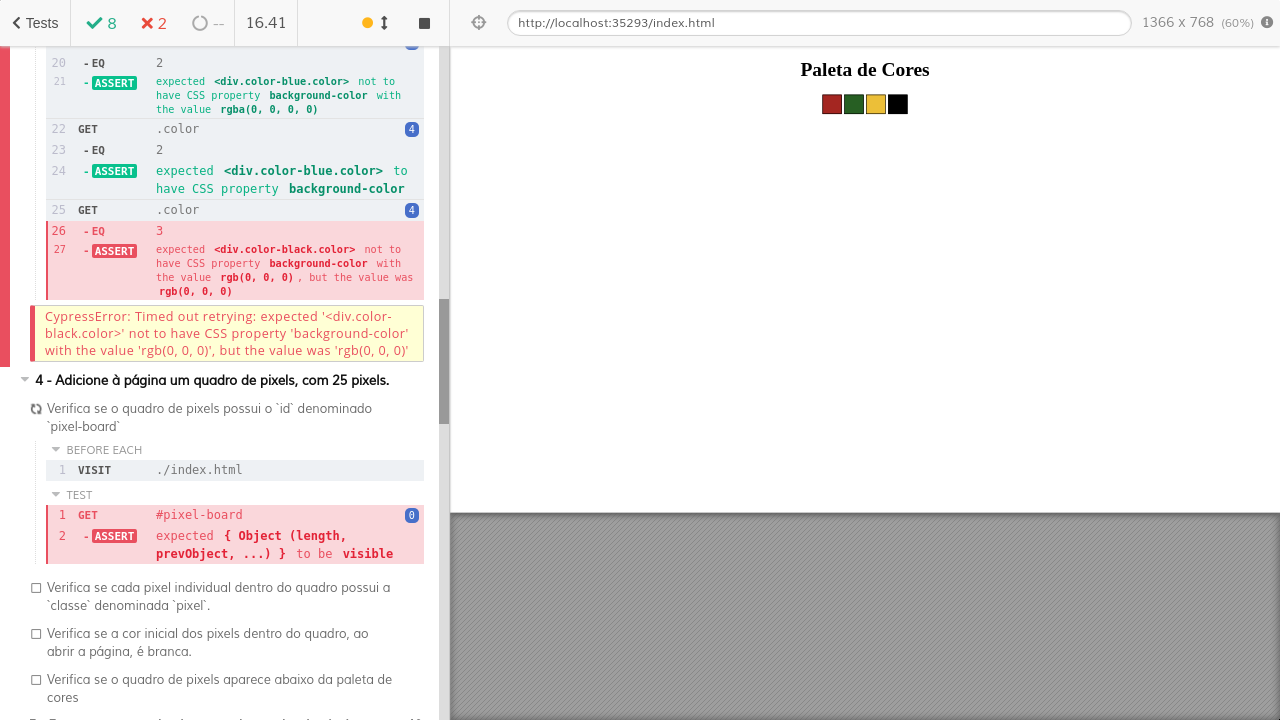 Tests 8 2 -- 16.41 http://localhost:35293/index.html 1366 x 768 (60%)
20 - EQ 2
21 - ASSERT expected <div.color-blue.color> not to
have CSS property background-color with
the value rgba(0, 0, 0, 0)
22 GET .color 4
23 - EQ 2
24 - ASSERT expected <div.color-blue.color> to
have CSS property background-color
25 GET .color 4
26 - EQ 3
27 - ASSERT expected <div.color-black.color> not to
have CSS property background-color with
the value rgb(0, 0, 0) , but the value was
rgb(0, 0, 0)
CypressError: Timed out retrying: expected '<div.color-
black.color>' not to have CSS property 'background-color'
with the value 'rgb(0, 0, 0)', but the value was 'rgb(0, 0, 0)'
4 - Adicione à página um quadro de pixels, com 25 pixels.
Verifica se o quadro de pixels possui o `id` denominado
`pixel-board`
BEFORE EACH
1 VISIT ./index.html
TEST
1 GET #pixel-board 0
2 - ASSERT expected { Object (length,
prevObject, ...) } to be visible
Verifica se cada pixel individual dentro do quadro possui a
`classe` denominada `pixel`.
Verifica se a cor inicial dos pixels dentro do quadro, ao
abrir a página, é branca.
Verifica se o quadro de pixels aparece abaixo da paleta de
cores
Paleta de Cores